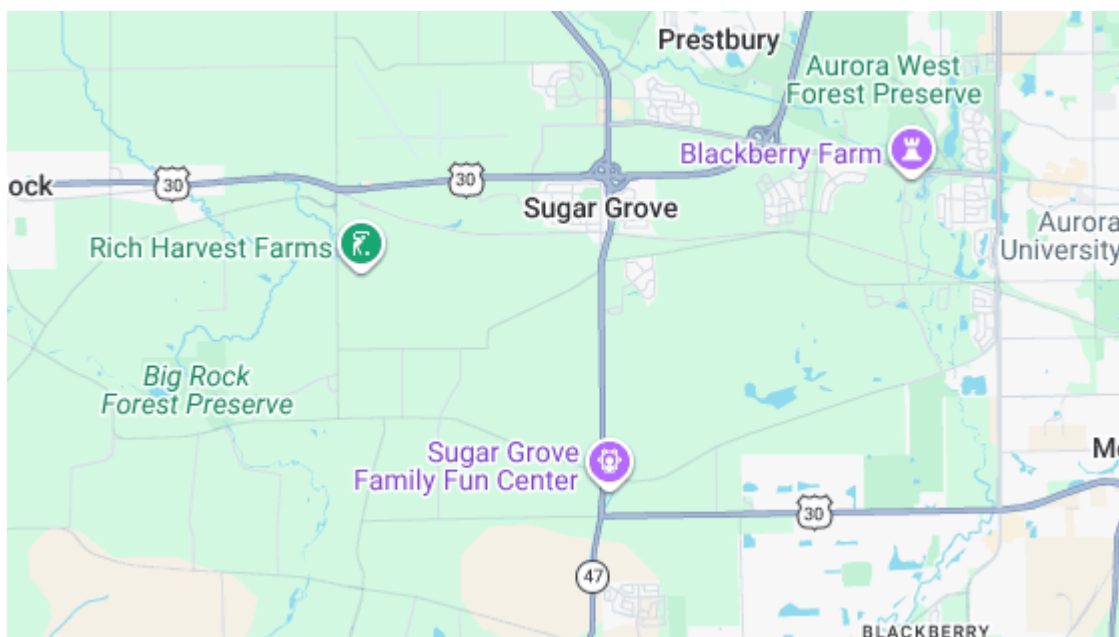 Prestbury
Aurora West
Forest Preserve
Blackberry Farm
30
30
ock
Sugar Grove
Aurora
University
Rich Harvest Farms
Big Rock
Forest Preserve
Sugar Grove
Family Fun Center
Mo
30
47
BLACKBERRY